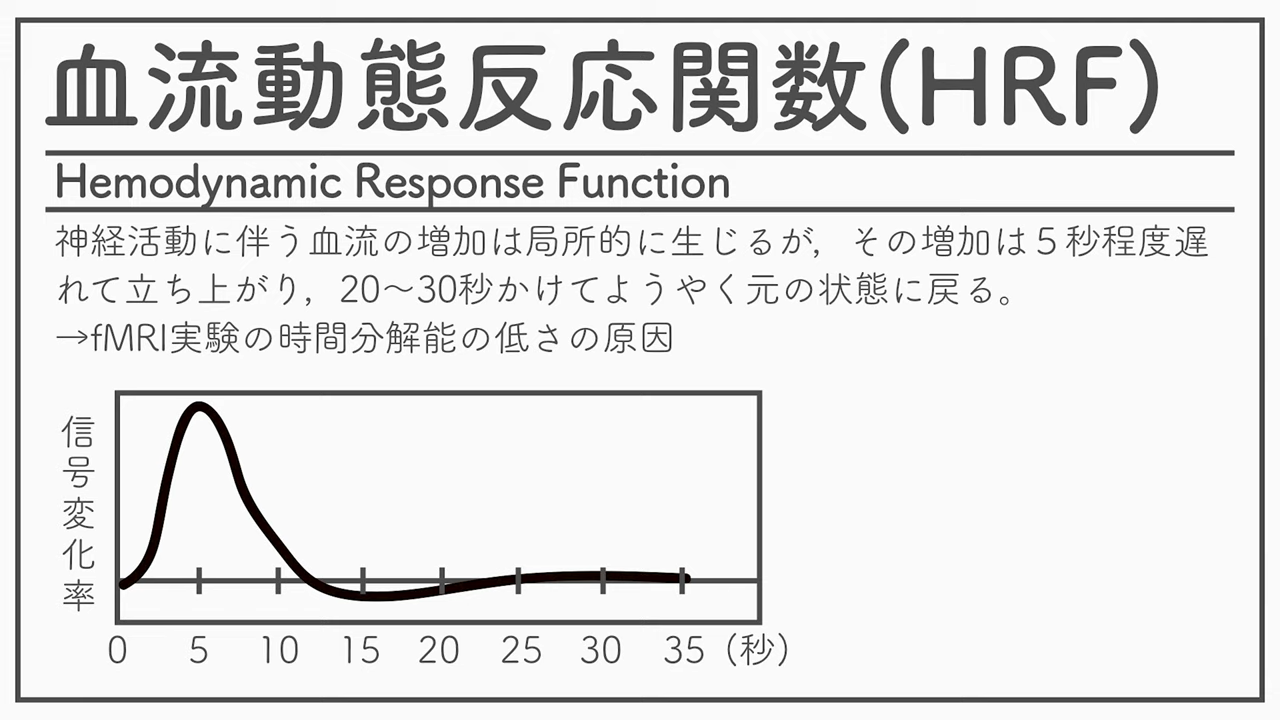 血流動態反応関数(HRF)
Hemodynamic Response Function
神経活動に伴う血流の増加は局所的に生じるが，その増加は５秒程度遅
れて立ち上がり，20～30秒かけてようやく元の状態に戻る。
→fMRI実験の時間分解能の低さの原因
信号変化率
0 5 10 15 20 25 30 35 (秒)